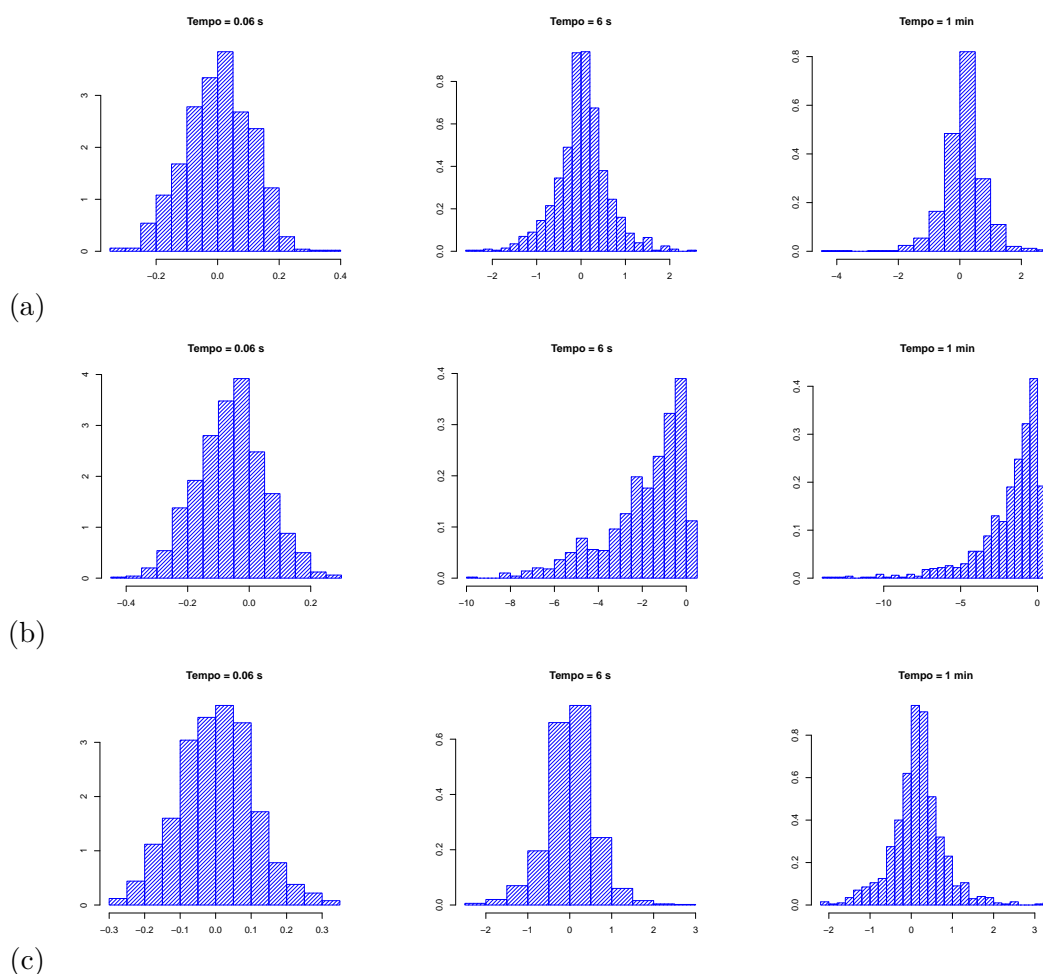 Tempo = 0.06 s
0 1 2 3
−0.2 0.0 0.2 0.4
Tempo = 6 s
0.0 0.2 0.4 0.6 0.8
−2 −1 0 1 2
Tempo = 1 min
0.0 0.2 0.4 0.6 0.8
−4 −2 0 2
(a)
Tempo = 0.06 s
0 1 2 3 4
−0.4 −0.2 0.0 0.2
Tempo = 6 s
0.0 0.1 0.2 0.3 0.4
−10 −8 −6 −4 −2 0
Tempo = 1 min
0.0 0.1 0.2 0.3 0.4
−10 −5 0
(b)
Tempo = 0.06 s
0 1 2 3
−0.3 −0.2 −0.1 0.0 0.1 0.2 0.3
Tempo = 6 s
0.0 0.2 0.4 0.6
−2 −1 0 1 2 3
Tempo = 1 min
0.0 0.2 0.4 0.6 0.8
−2 −1 0 1 2 3
(c)